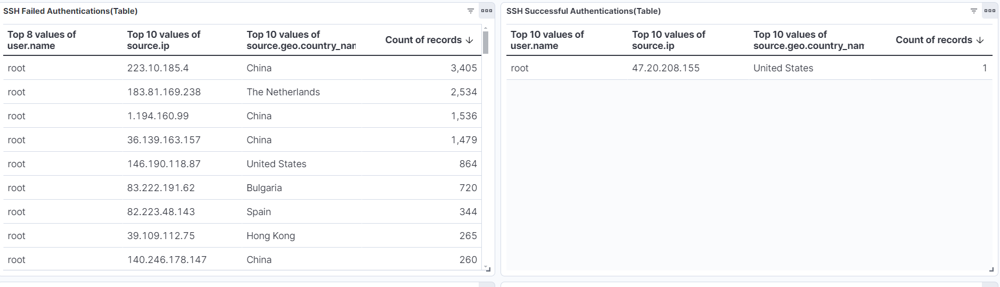 SSH Failed Authentications(Table)
Top 8 values of user.name Top 10 values of source.ip Top 10 values of source.geo.country_nam Count of records
root 223.10.185.4 China 3,405
root 183.81.169.238 The Netherlands 2,534
root 1.194.160.99 China 1,536
root 36.139.163.157 China 1,479
root 146.190.118.87 United States 864
root 83.222.191.62 Bulgaria 720
root 82.223.48.143 Spain 344
root 39.109.112.75 Hong Kong 265
root 140.246.178.147 China 260
SSH Successful Authentications(Table)
Top 10 values of user.name Top 10 values of source.ip Top 10 values of source.geo.country_nam Count of records
root 47.20.208.155 United States 1